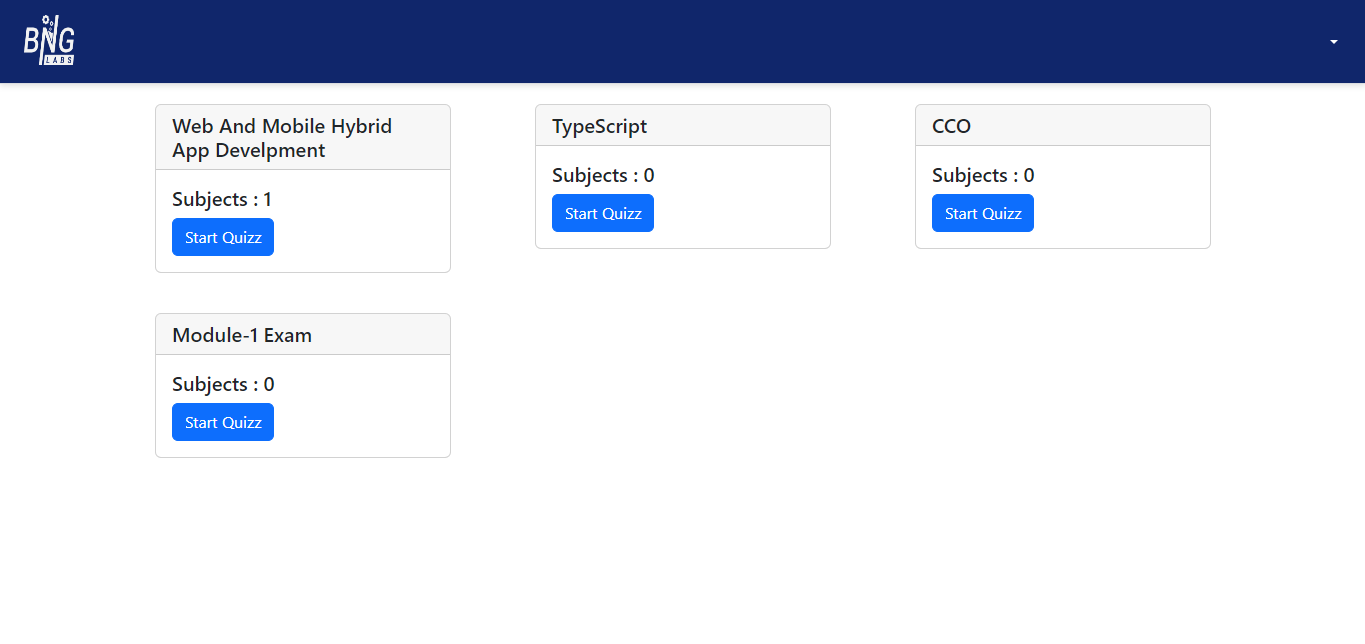 BNG
LABS
Web And Mobile Hybrid
App Develpment
Subjects : 1
Start Quizz
TypeScript
Subjects : 0
Start Quizz
CCO
Subjects : 0
Start Quizz
Module-1 Exam
Subjects : 0
Start Quizz